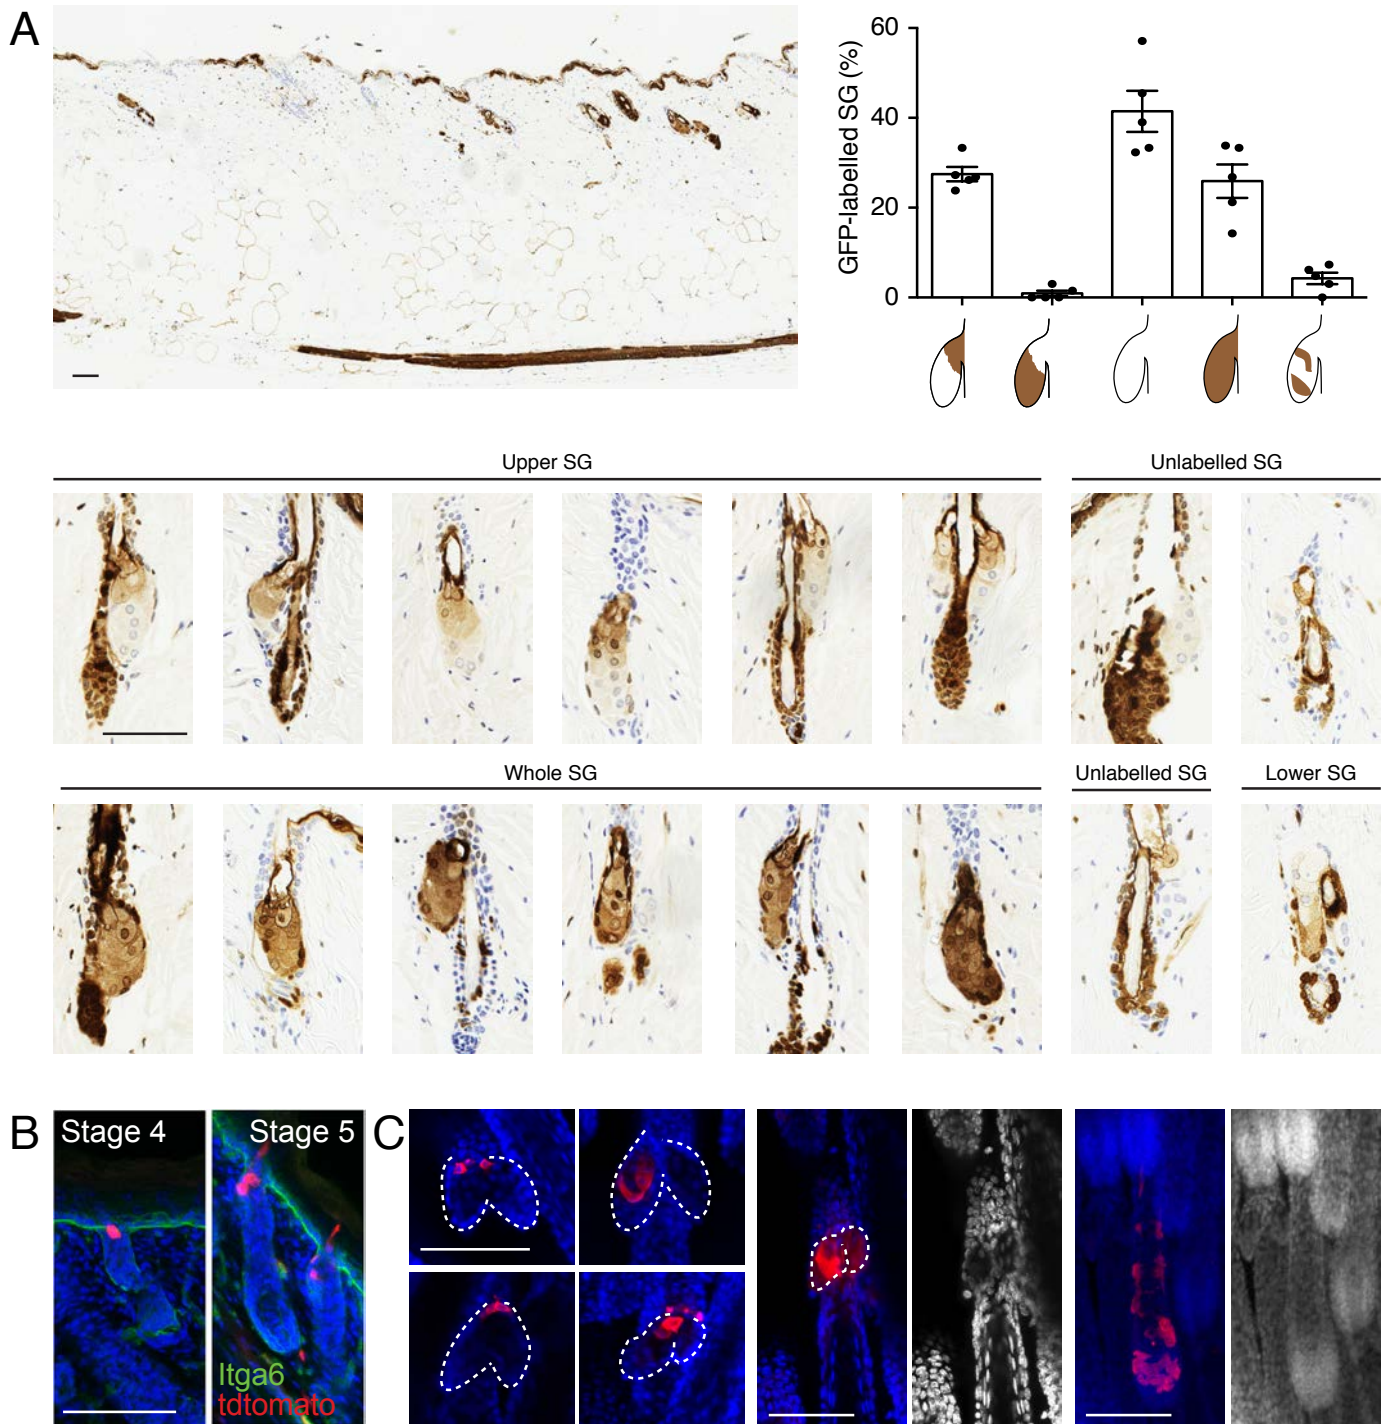 A
GFP-labelled SG (%)
60
40
20
0
Upper SG
Unlabelled SG
Whole SG
Unlabelled SG
Lower SG
B
Stage 4
Stage 5
Itga6
tdtomato
C